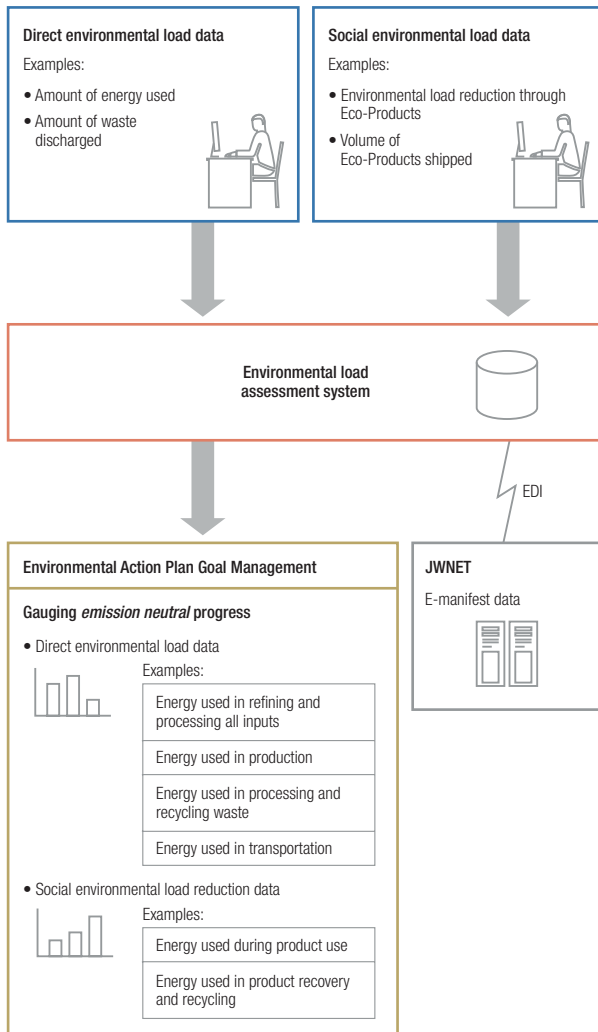 Direct environmental load data
Examples:
• Amount of energy used
• Amount of waste
discharged
Social environmental load data
Examples:
• Environmental load reduction through
Eco-Products
• Volume of
Eco-Products shipped
Environmental load
assessment system
EDI
Environmental Action Plan Goal Management
Gauging emission neutral progress
• Direct environmental load data
Examples:
Energy used in refining and
processing all inputs
Energy used in production
Energy used in processing and
recycling waste
Energy used in transportation
• Social environmental load reduction data
Examples:
Energy used during product use
Energy used in product recovery
and recycling
JWNET
E-manifest data